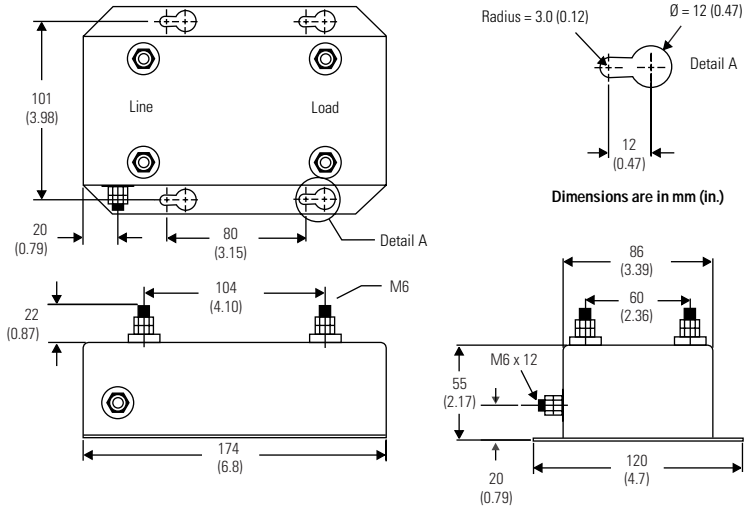 Radius = 3.0 (0.12)
Ø = 12 (0.47)
Detail A
101
(3.98)
Line
Load
12
(0.47)
Dimensions are in mm (in.)
20
(0.79)
80
(3.15)
Detail A
104
(4.10)
M6
22
(0.87)
174
(6.8)
86
(3.39)
60
(2.36)
M6 x 12
55
(2.17)
20
(0.79)
120
(4.7)